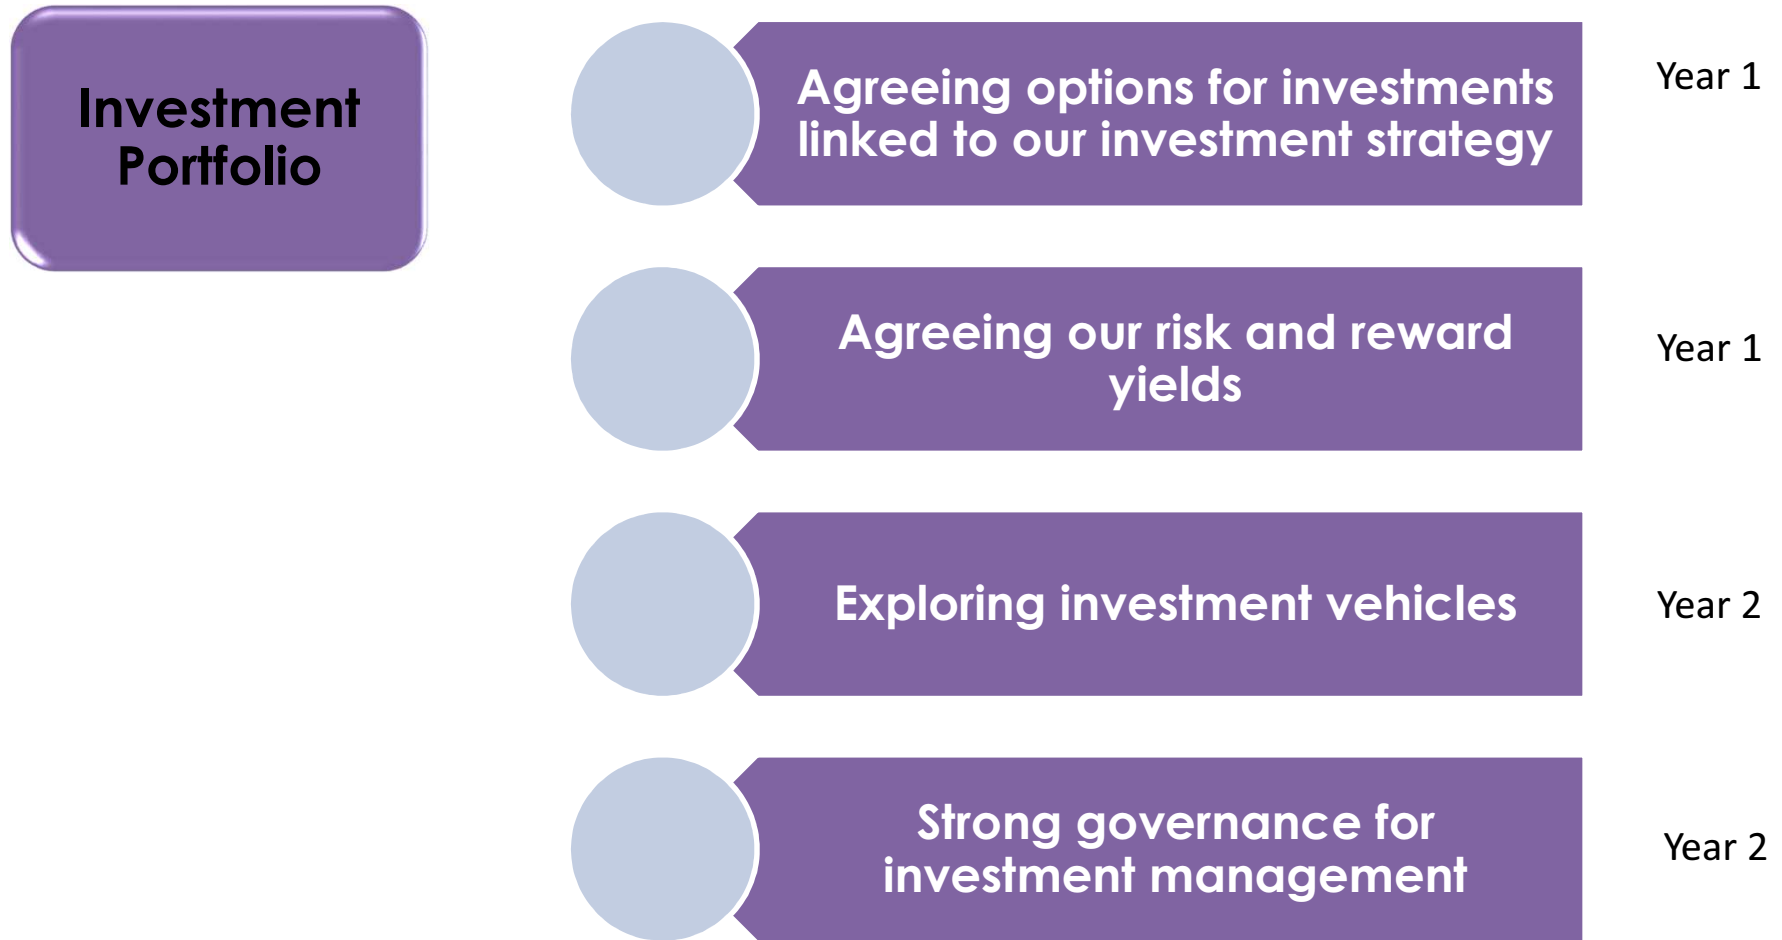 Investment
Portfolio
Agreeing options for investments
linked to our investment strategy
Year 1
Agreeing our risk and reward
yields
Year 1
Exploring investment vehicles
Year 2
Strong governance for
investment management
Year 2